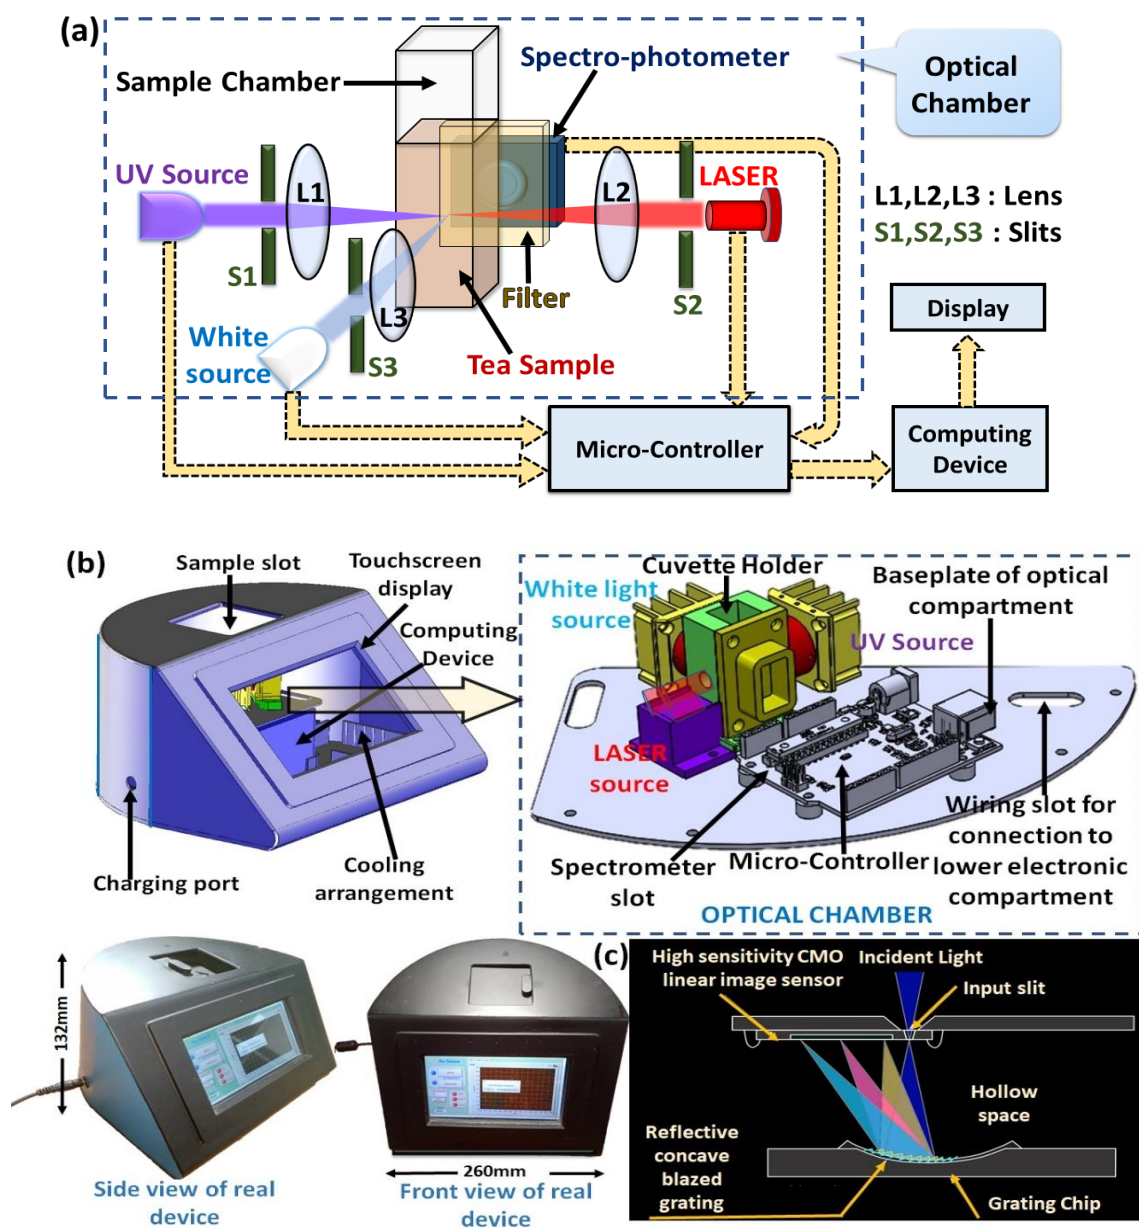 (a)
Sample Chamber
Spectro-photometer
Optical
Chamber
UV Source
L1
L2
LASER
L1,L2,L3 : Lens
S1,S2,S3 : Slits
S1
Filter
S2
L3
White
source
S3
Tea Sample
Display
Micro-Controller
Computing
Device
(b)
Sample slot
Touchscreen
display
Computing
Device
Charging port
Cooling
arrangement
Cuvette Holder
White light
source
Baseplate of optical
compartment
UV Source
LASER
source
Spectrometer
slot
Micro-Controller
Wiring slot for
connection to
lower electronic
compartment
OPTICAL CHAMBER
132mm
260mm
Side view of real
device
Front view of real
device
(c)
High sensitivity CMO
linear image sensor
Incident Light
Input slit
Hollow
space
Reflective
concave
blazed
grating
Grating Chip